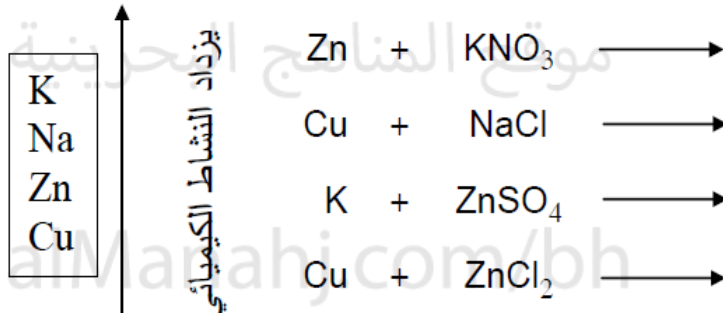 موقع المناهج البحرينية
K
Na
Zn
Cu
يزداد النشاط الكيميائي
Zn + KNO₃ ⟶
Cu + NaCl ⟶
K + ZnSO₄ ⟶
Cu + ZnCl₂ ⟶
alManahj.com/bh